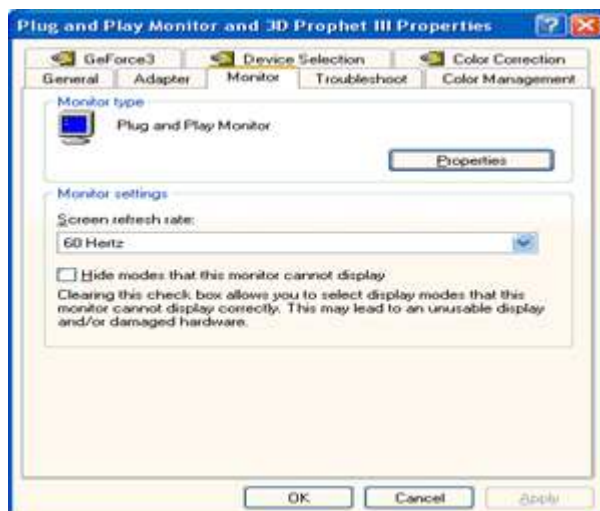 Plug and Play Monitor and 3D Prophet III Properties
GeForce3 Device Selection Color Correction
General Adapter Monitor Troubleshoot Color Management
Monitor type
Plug and Play Monitor
Properties
Monitor settings
Screen refresh rate:
60 Hertz
Hide modes that this monitor cannot display
Clearing this check box allows you to select display modes that this
monitor cannot display correctly. This may lead to an unusable display
and/or damaged hardware.
OK Cancel Apply